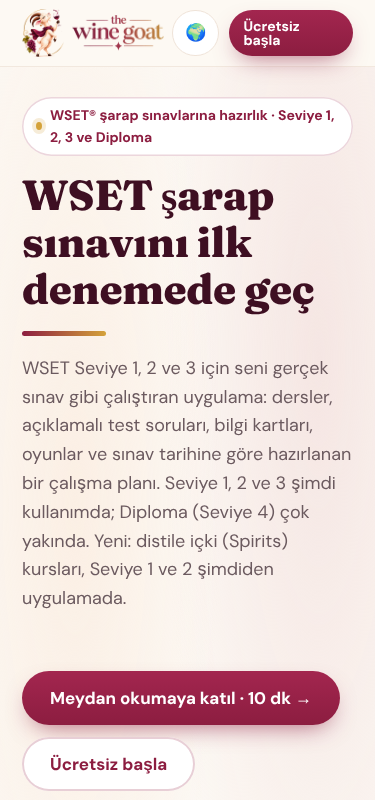 the
wine goat
Ücretsiz
başla
WSET® şarap sınavlarına hazırlık · Seviye 1,
2, 3 ve Diploma
WSET şarap
sınavını ilk
denemede geç
WSET Seviye 1, 2 ve 3 için seni gerçek
sınav gibi çalıştıran uygulama: dersler,
açıklamalı test soruları, bilgi kartları,
oyunlar ve sınav tarihine göre hazırlanan
bir çalışma planı. Seviye 1, 2 ve 3 şimdi
kullanımda; Diploma (Seviye 4) çok
yakında. Yeni: distile içki (Spirits)
kursları, Seviye 1 ve 2 şimdiden
uygulamada.
Meydan okumaya katıl · 10 dk →
Ücretsiz başla